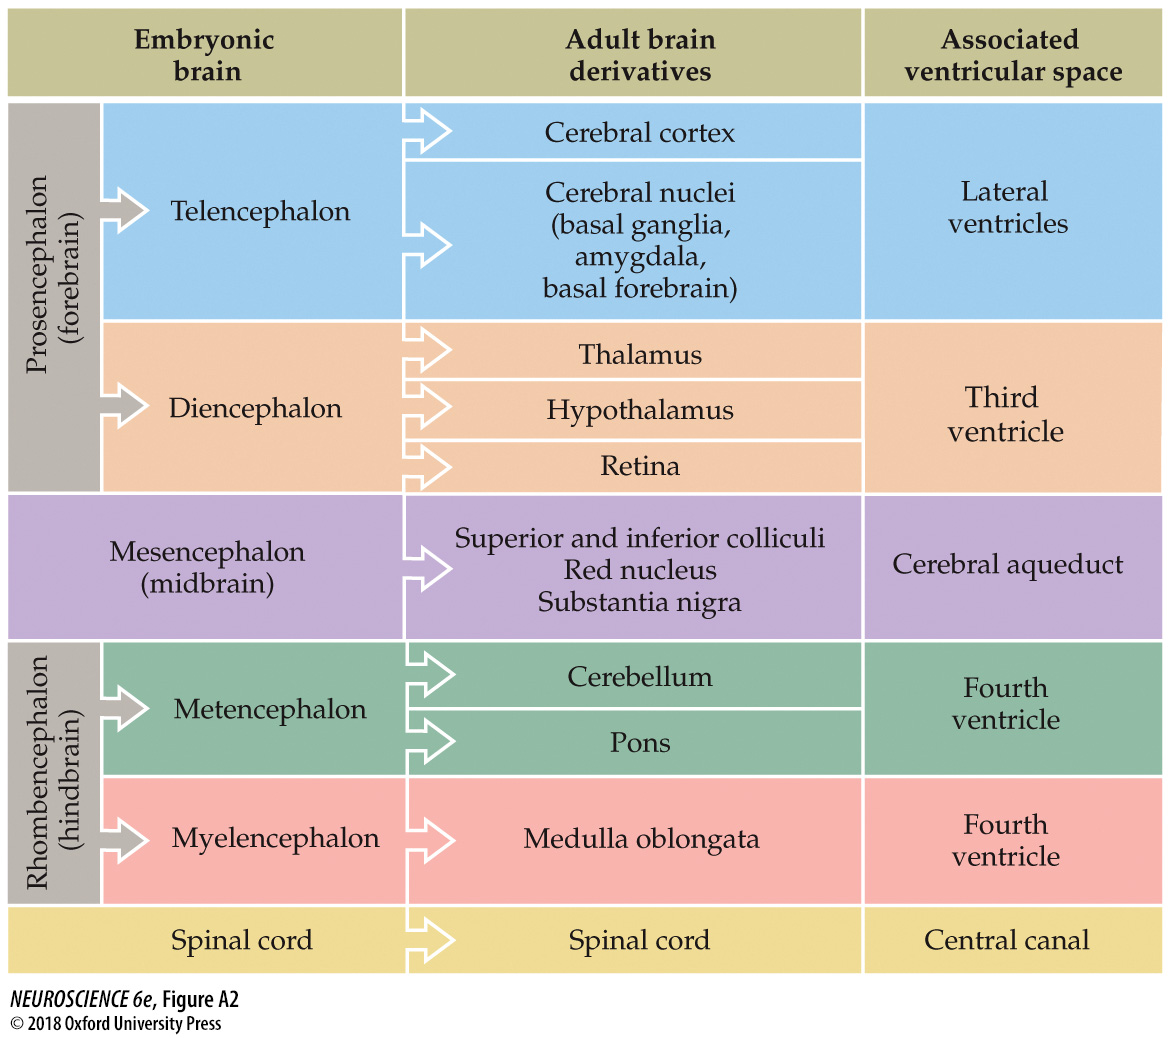 Embryonic
brain
Adult brain
derivatives
Associated
ventricular space
Prosencephalon
(forebrain)
Telencephalon
Cerebral cortex
Cerebral nuclei
(basal ganglia,
amygdala,
basal forebrain)
Lateral
ventricles
Diencephalon
Thalamus
Hypothalamus
Retina
Third
ventricle
Mesencephalon
(midbrain)
Superior and inferior colliculi
Red nucleus
Substantia nigra
Cerebral aqueduct
Rhombencephalon
(hindbrain)
Metencephalon
Cerebellum
Pons
Fourth
ventricle
Myelencephalon
Medulla oblongata
Fourth
ventricle
Spinal cord
Spinal cord
Central canal
NEUROSCIENCE 6e, Figure A2
© 2018 Oxford University Press